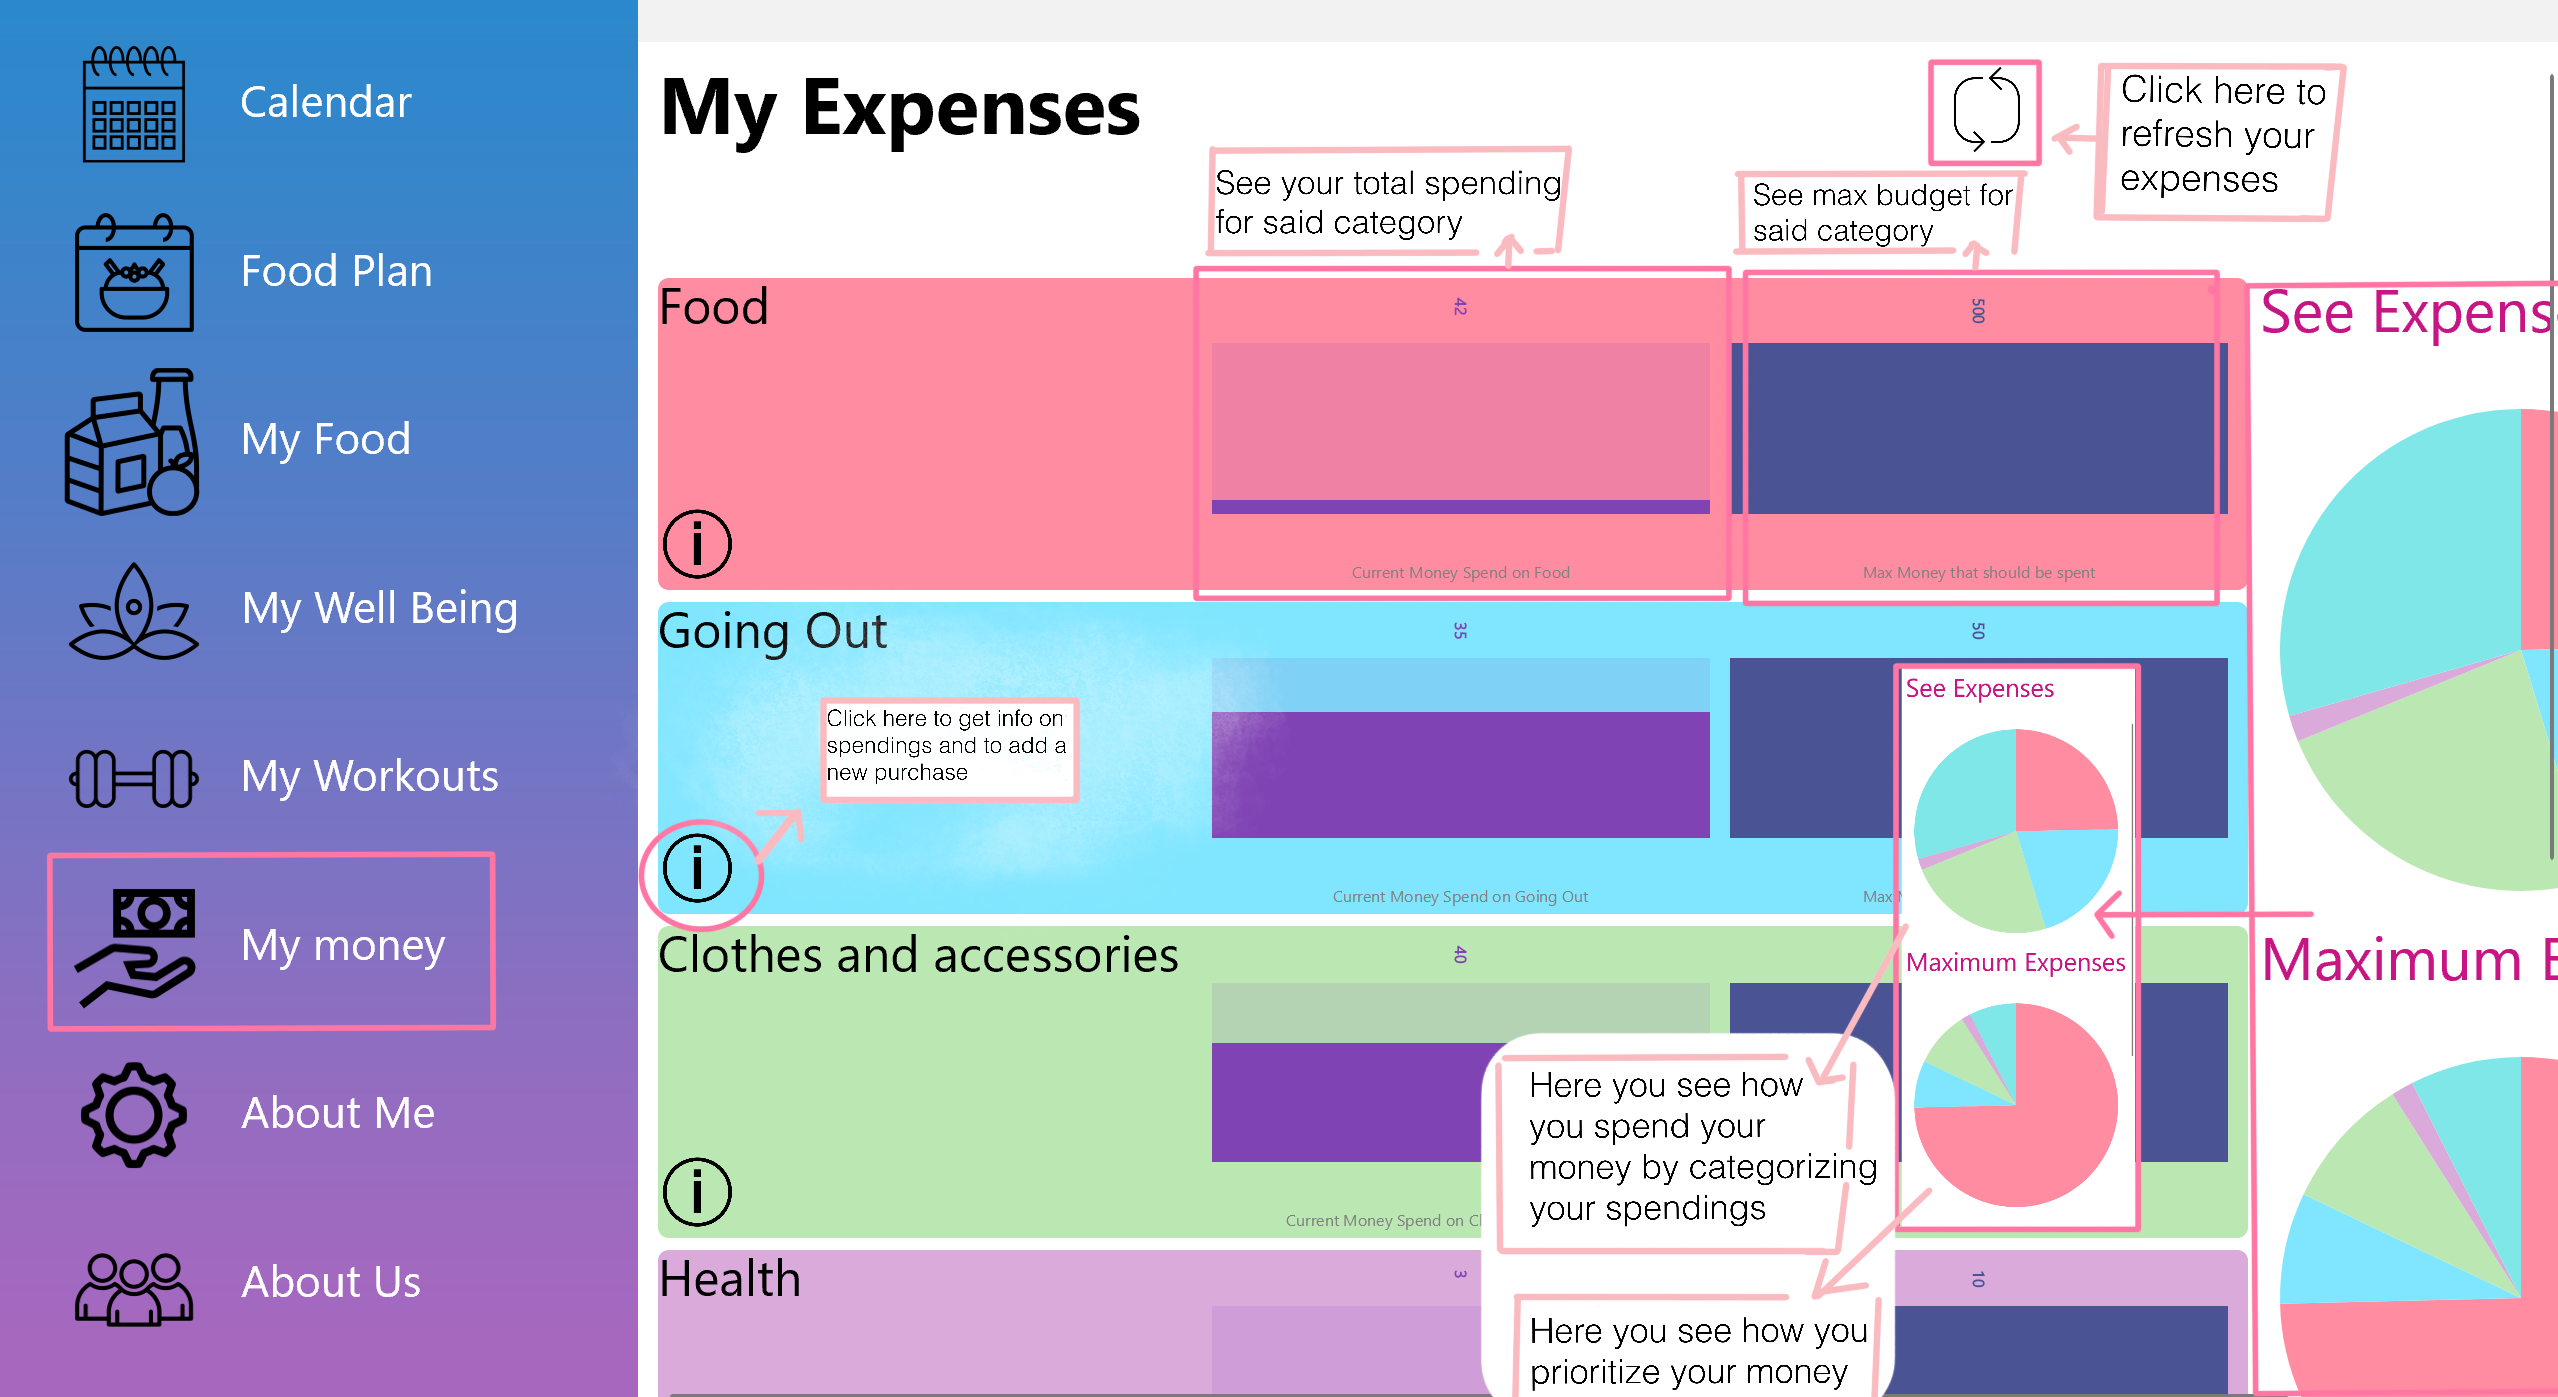 Calendar
Food Plan
My Food
My Well Being
My Workouts
My money
About Me
About Us
My Expenses
Click here to
refresh your
expenses
See your total spending
for said category
See max budget for
said category
Food
42
500
Current Money Spend on Food
Max Money that should be spent
Going Out
35
50
Click here to get info on
spendings and to add a
new purchase
Current Money Spend on Going Out
Max
Clothes and accessories
40
Current Money Spend on
Health
3
10
See Expenses
Maximum Expenses
Here you see how
you spend your
money by categorizing
your spendings
Here you see how you
prioritize your money
See Expens
Maximum E